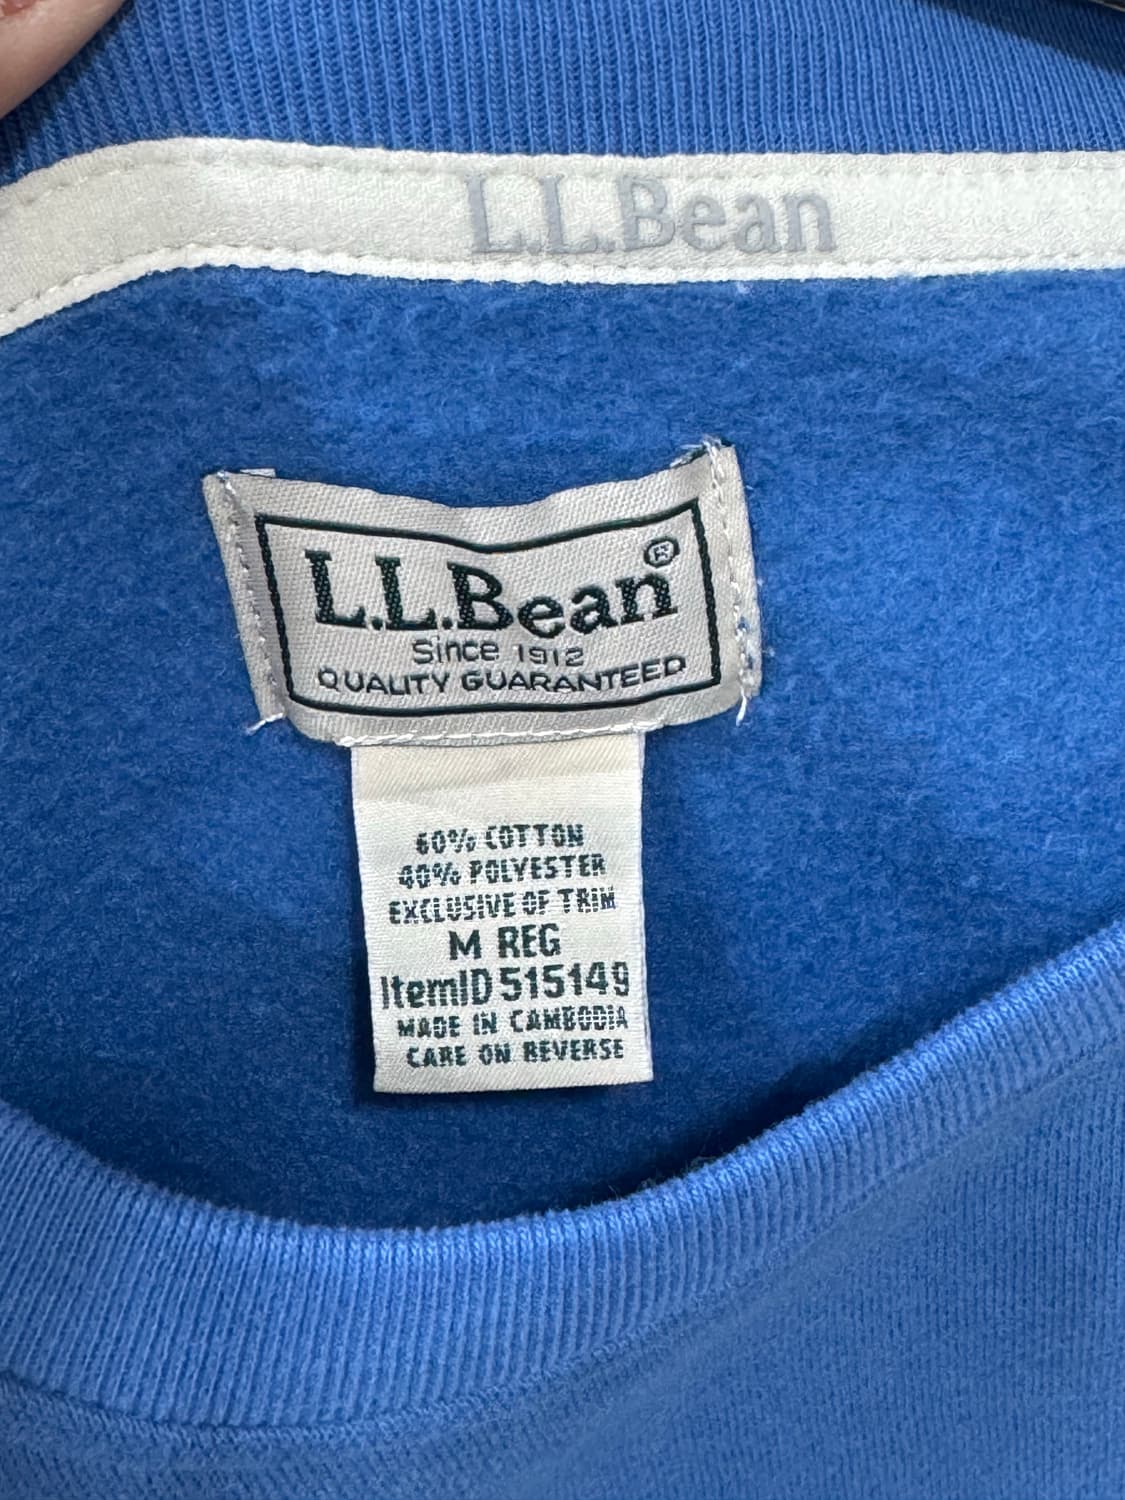 L.L.Bean
L.L.Bean®
Since 1912
QUALITY GUARANTEED
60% COTTON
40% POLYESTER
EXCLUSIVE OF TRIM
M REG
ItemID 515149
MADE IN CAMBODIA
CARE ON REVERSE